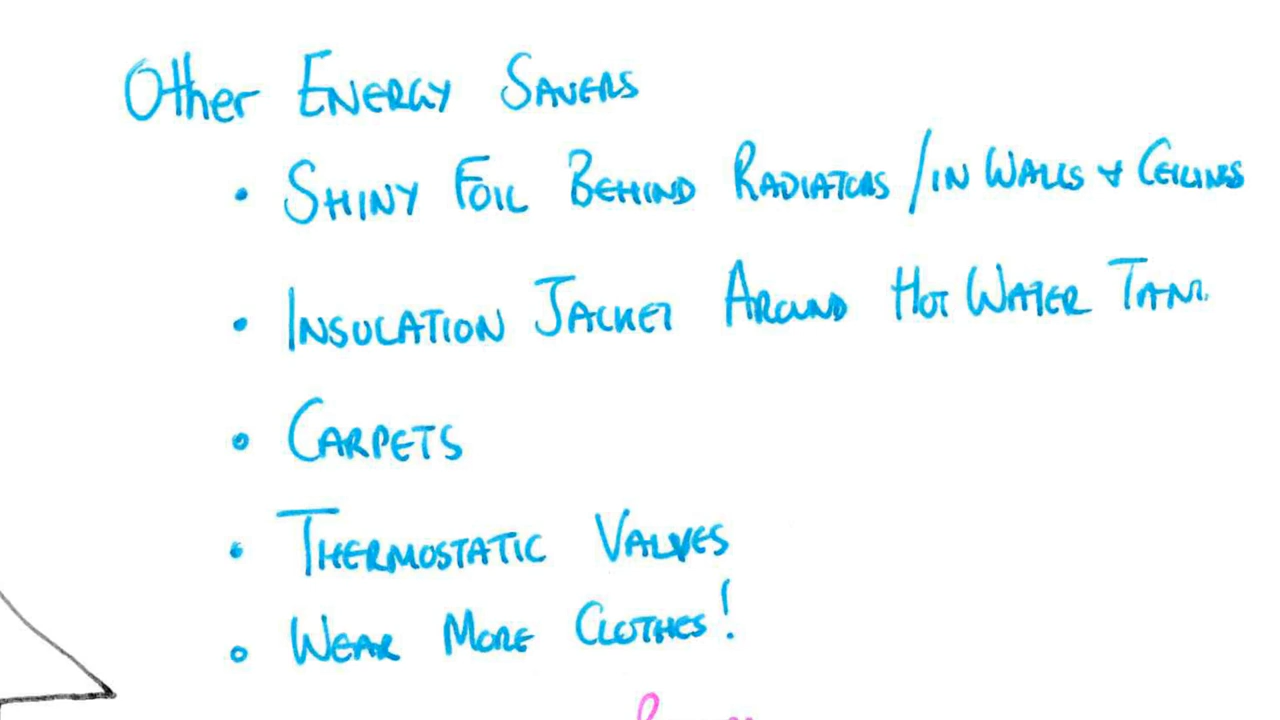 Other ENERGY SAVERS
• SHINY FOIL BEHIND RADIATORS / IN WALLS & CEILINGS
• INSULATION JACKET AROUND HOT WATER TANK
• CARPETS
• THERMOSTATIC VALVES
• WEAR MORE CLOTHES!